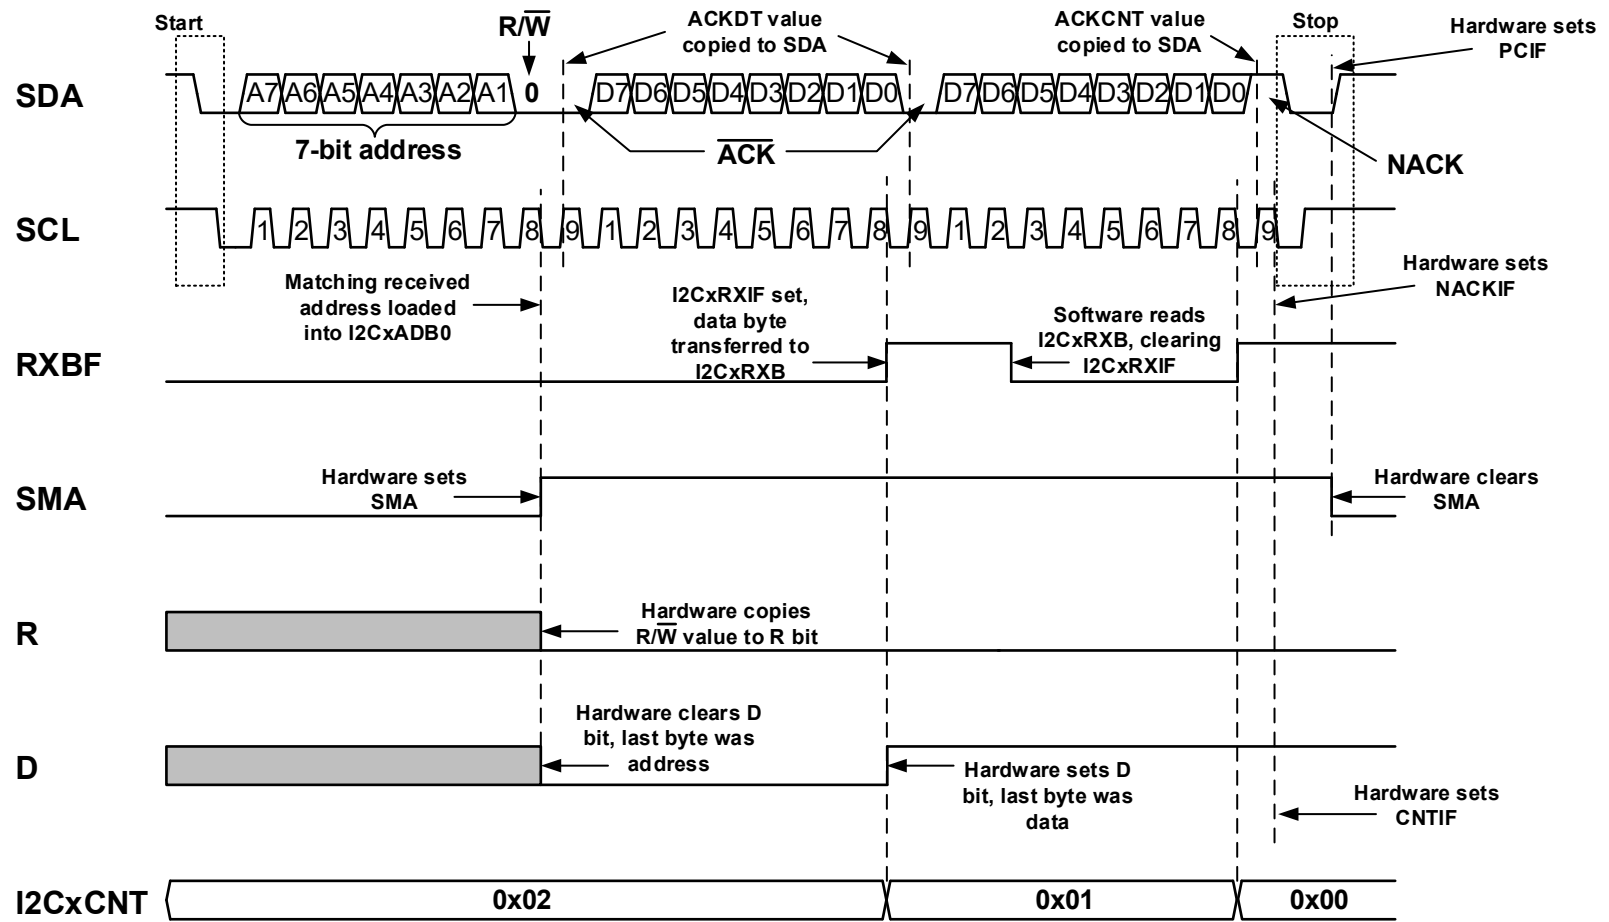 Start
R/W
ACKDT value
copied to SDA
ACKCNT value
copied to SDA
Stop
Hardware sets
PCIF
SDA
A7 A6 A5 A4 A3 A2 A1 0 D7 D6 D5 D4 D3 D2 D1 D0 D7 D6 D5 D4 D3 D2 D1 D0
7-bit address
ACK
NACK
SCL
1 2 3 4 5 6 7 8 9 1 2 3 4 5 6 7 8 9 1 2 3 4 5 6 7 8 9
Matching received
address loaded
into I2CxADB0
I2CxRXIF set,
data byte
transferred to
I2CxRXB
Software reads
I2CxRXB, clearing
I2CxRXIF
Hardware sets
NACKIF
RXBF
SMA
Hardware sets
SMA
Hardware clears
SMA
R
Hardware copies
R/W value to R bit
D
Hardware clears D
bit, last byte was
address
Hardware sets D
bit, last byte was
data
Hardware sets
CNTIF
I2CxCNT
0x02
0x01
0x00